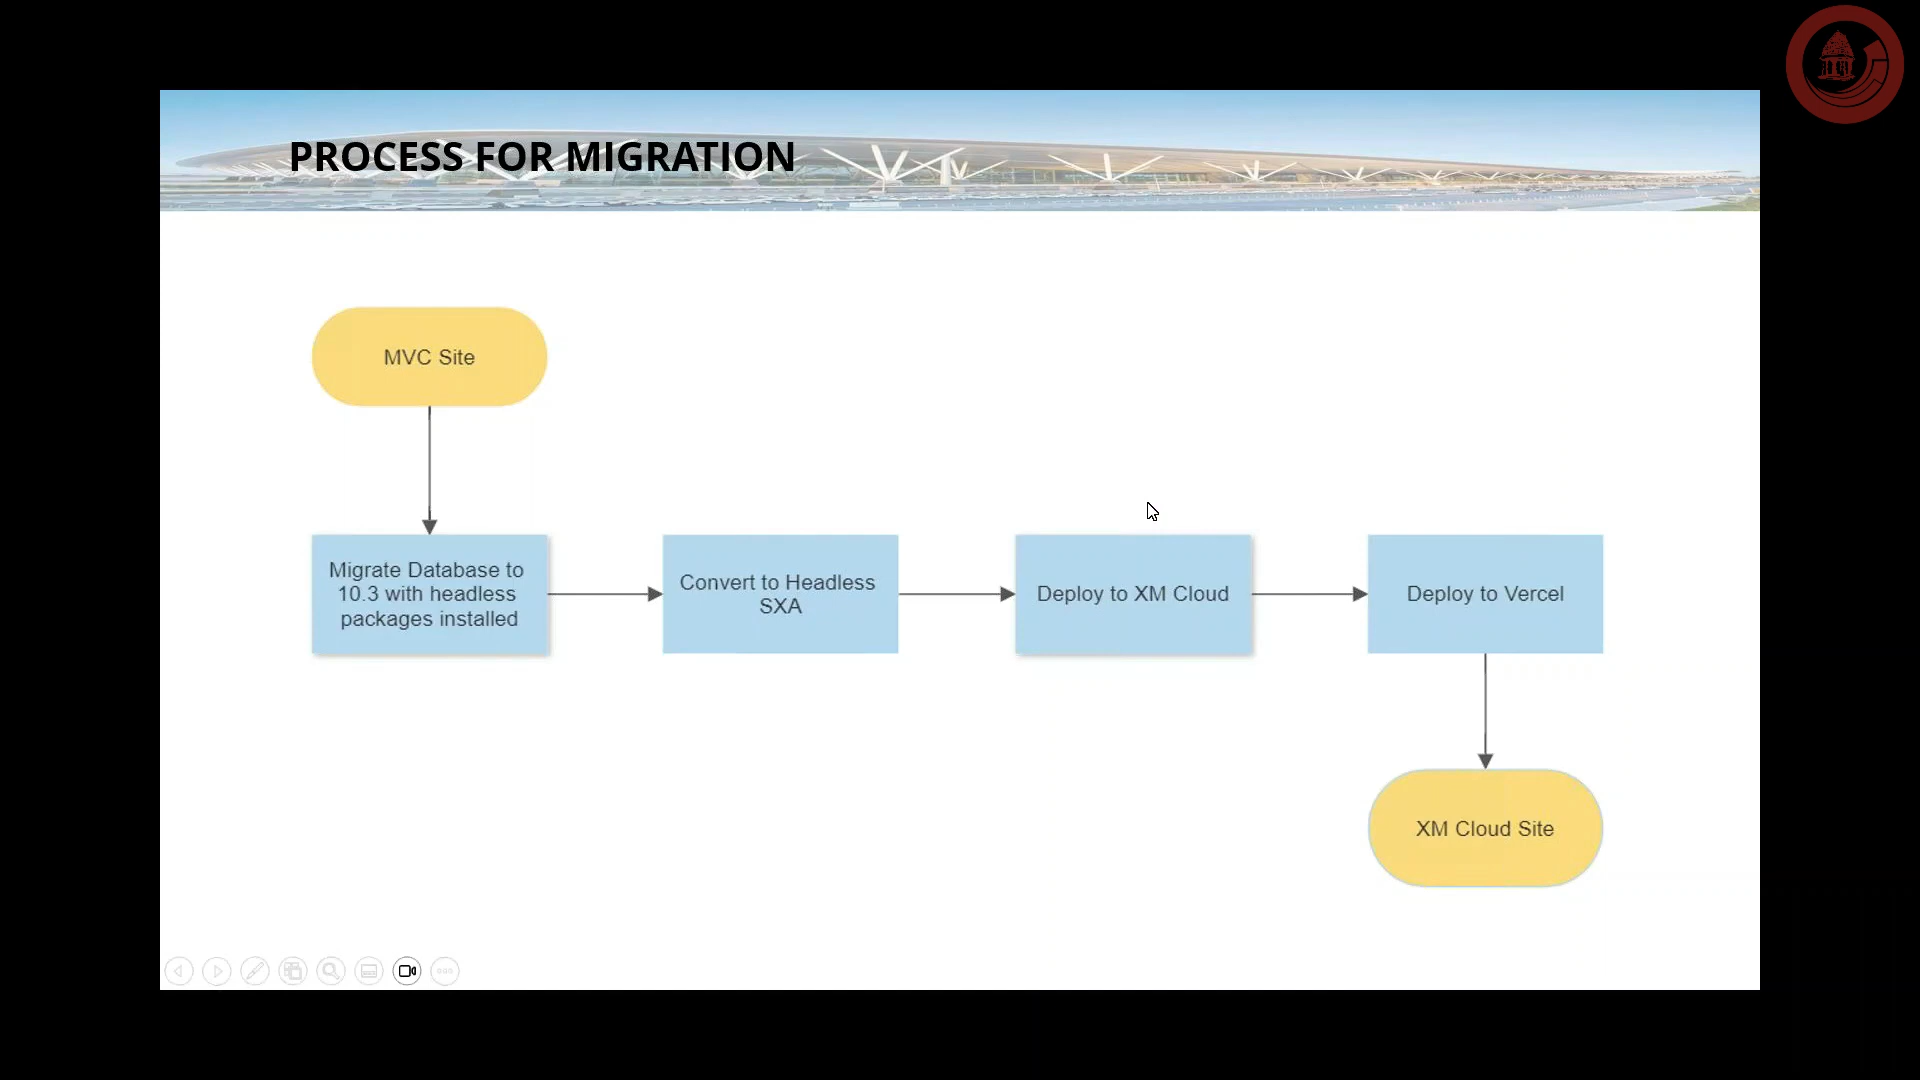 PROCESS FOR MIGRATION
MVC Site
Migrate Database to
10.3 with headless
packages installed
Convert to Headless
SXA
Deploy to XM Cloud
Deploy to Vercel
XM Cloud Site